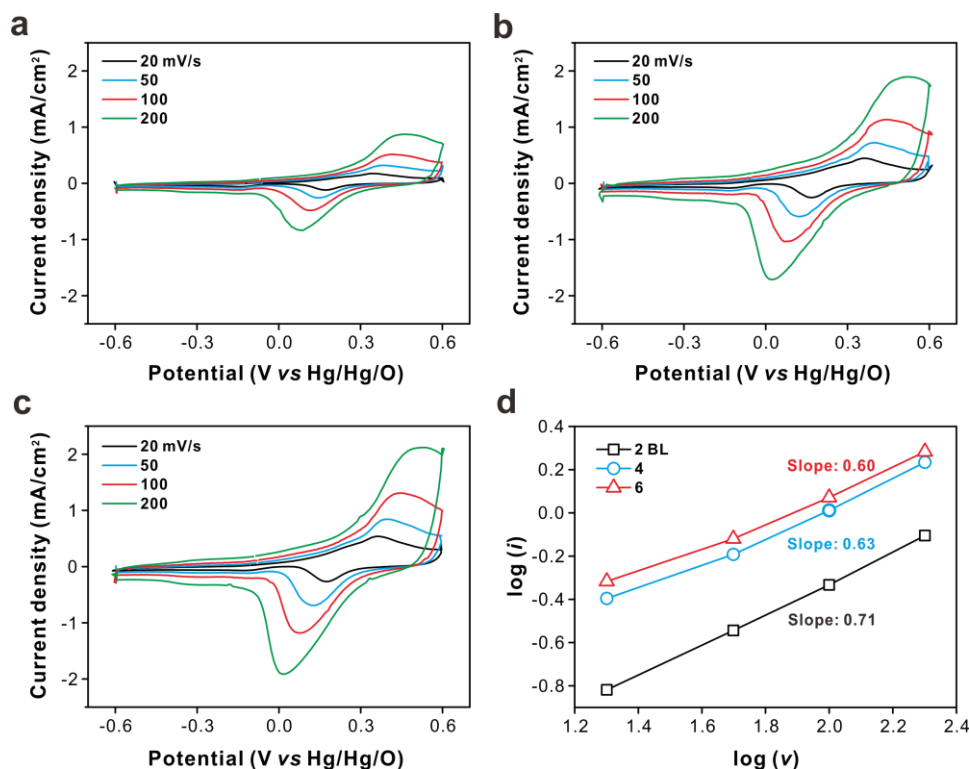 a
2
1
0
-1
-2
Current density (mA/cm²)
20 mV/s
50
100
200
-0.6
-0.3
0.0
0.3
0.6
Potential (V vs Hg/Hg/O)
b
2
1
0
-1
-2
Current density (mA/cm²)
20 mV/s
50
100
200
-0.6
-0.3
0.0
0.3
0.6
Potential (V vs Hg/Hg/O)
c
2
1
0
-1
-2
Current density (mA/cm²)
20 mV/s
50
100
200
-0.6
-0.3
0.0
0.3
0.6
Potential (V vs Hg/Hg/O)
d
0.4
0.2
0.0
-0.2
-0.4
-0.6
-0.8
log (i)
2 BL
4
6
Slope: 0.60
Slope: 0.63
Slope: 0.71
1.2
1.4
1.6
1.8
2.0
2.2
2.4
log (v)